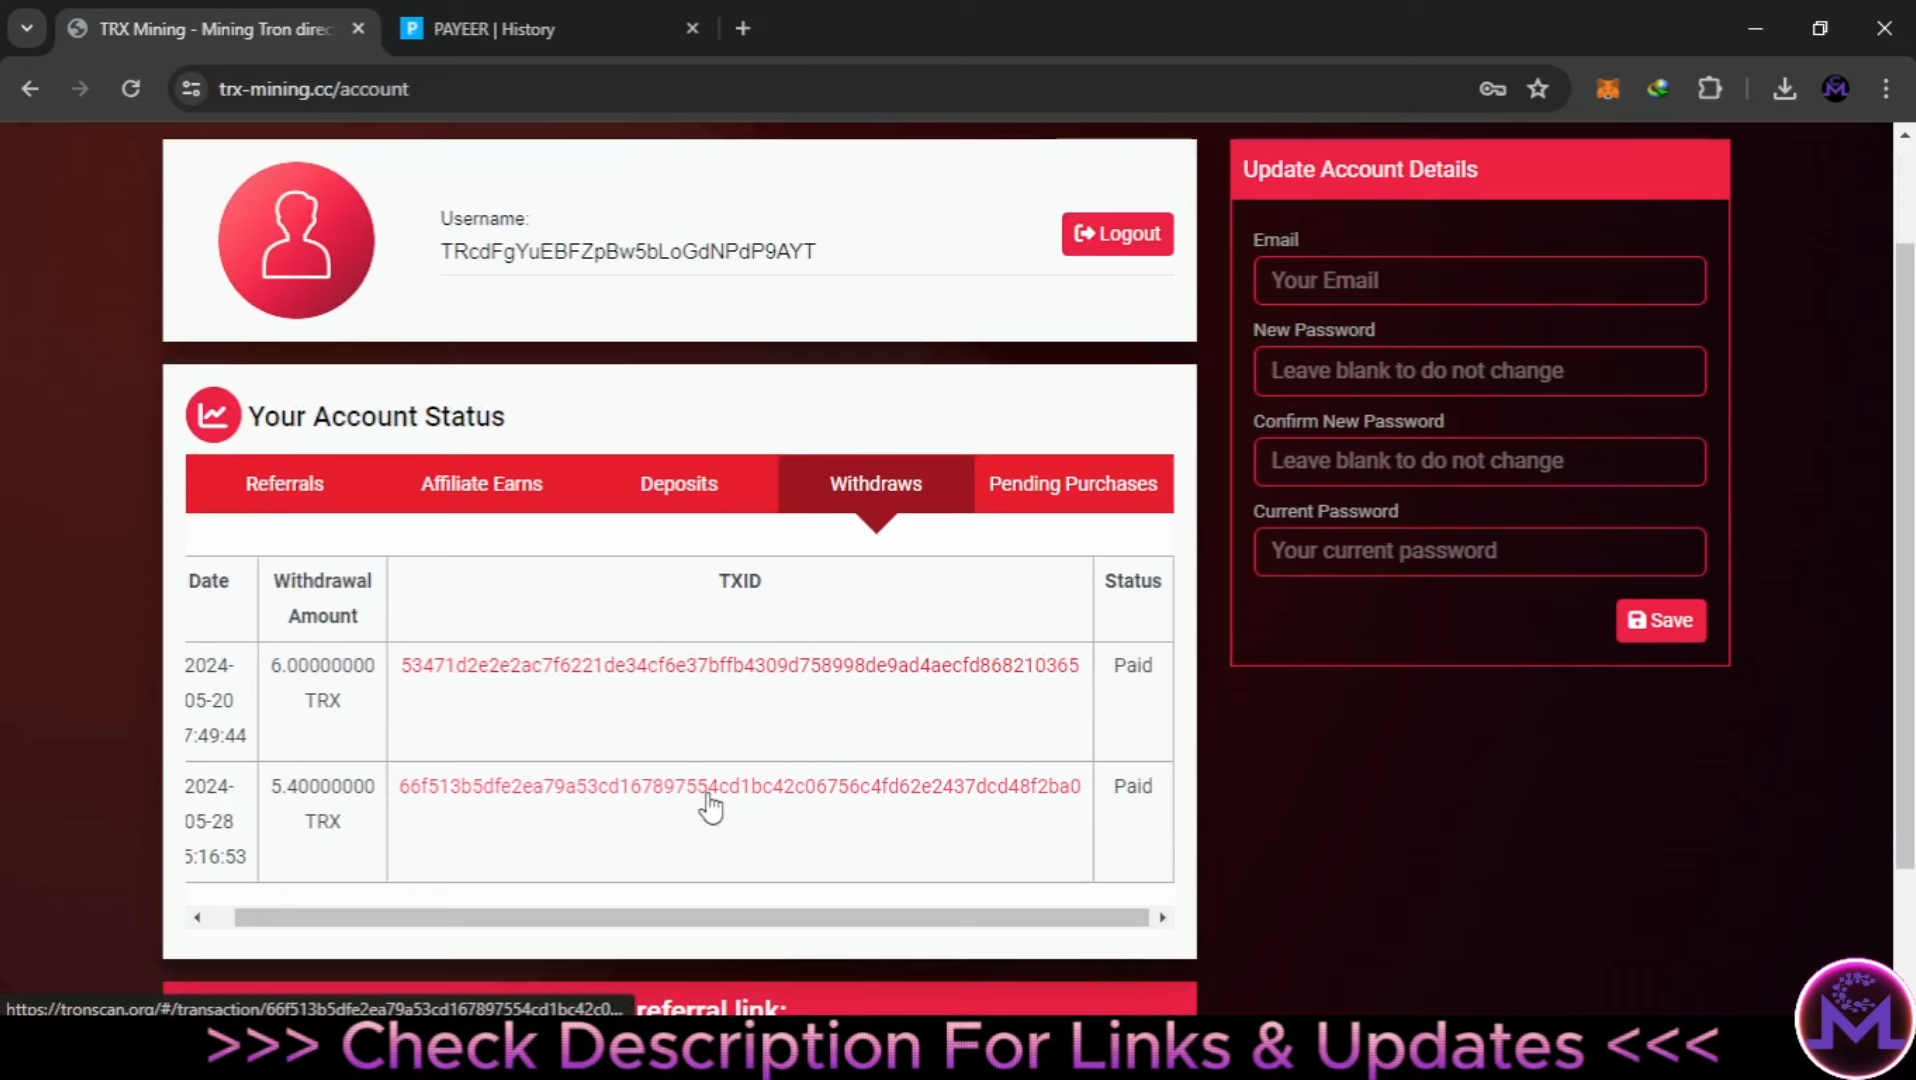 TRX Mining - Mining Tron direc
PAYEER | History
trx-mining.cc/account
Username:
TRcdFgYuEBFZpBw5bLoGdNPdP9AYT
Logout
Update Account Details
Email
Your Email
New Password
Leave blank to do not change
Confirm New Password
Leave blank to do not change
Current Password
Your current password
Save
Your Account Status
Referrals
Affiliate Earns
Deposits
Withdraws
Pending Purchases
Date
Withdrawal
Amount
TXID
Status
2024-
05-20
7:49:44
6.00000000
TRX
53471d2e2e2ac7f6221de34cf6e37bffb4309d758998de9ad4aecfd868210365
Paid
2024-
05-28
5:16:53
5.40000000
TRX
66f513b5dfe2ea79a53cd167897554cd1bc42c06756c4fd62e2437dcd48f2ba0
Paid
referral link:
https://tronscan.org/#/transaction/66f513b5dfe2ea79a53cd167897554cd1bc42c0...
>>> Check Description For Links & Updates <<<